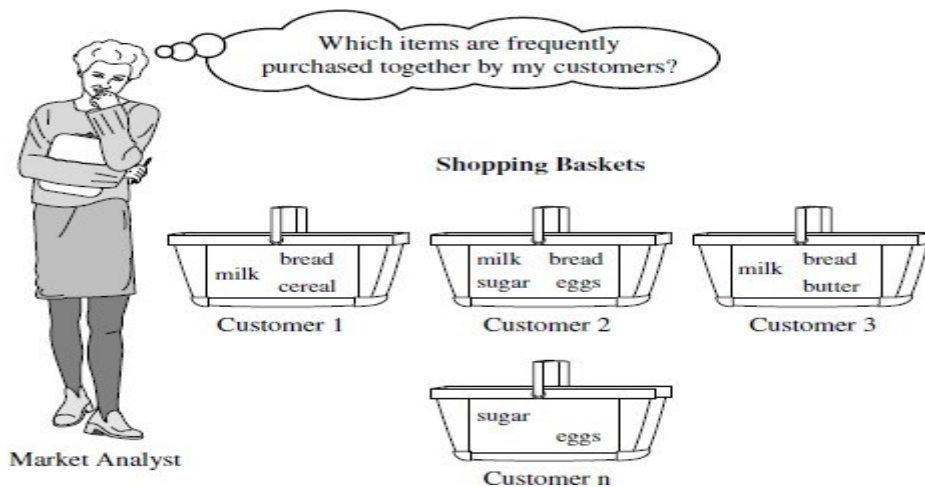 Which items are frequently
purchased together by my customers?
Shopping Baskets
milk bread
cereal
Customer 1
milk bread
sugar eggs
Customer 2
milk bread
butter
Customer 3
sugar
eggs
Customer n
Market Analyst